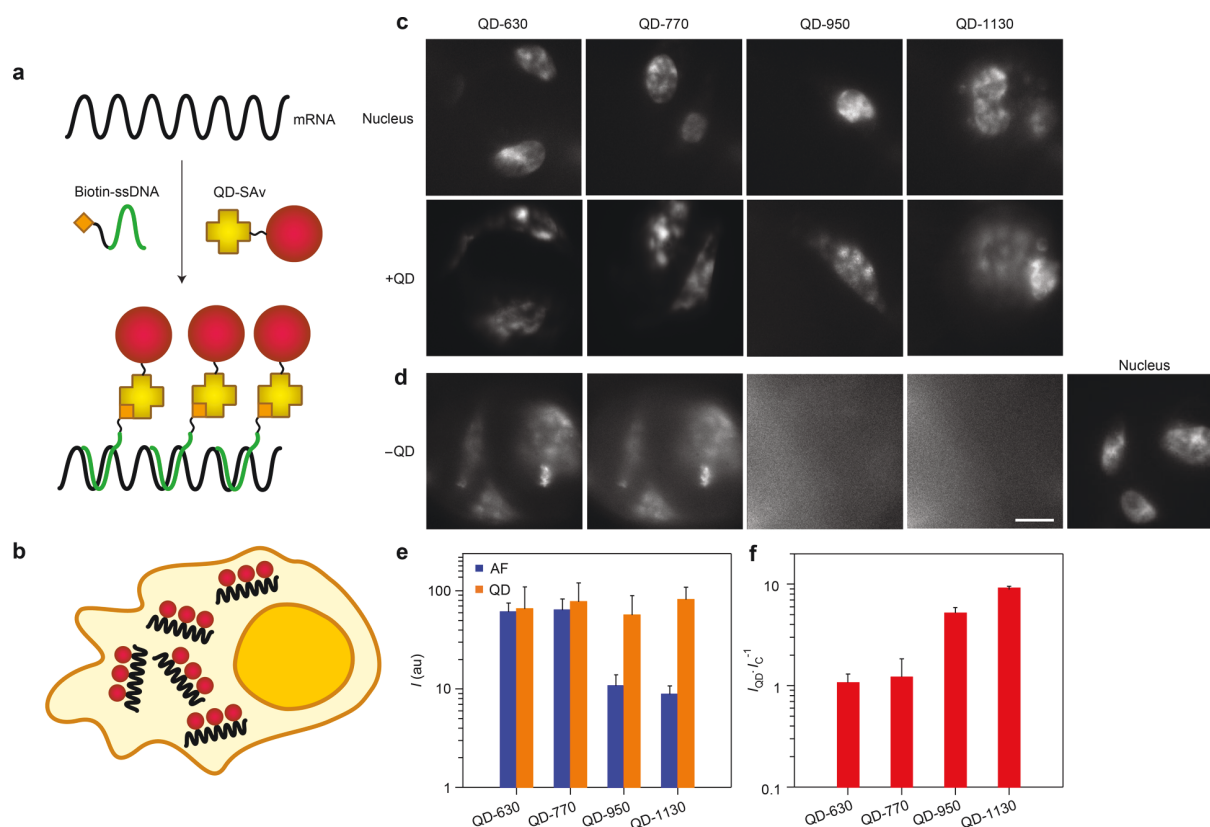 a
mRNA
Biotin-ssDNA
QD-SAv
b
c
QD-630
QD-770
QD-950
QD-1130
Nucleus
+QD
d
Nucleus
–QD
e
AF
QD
I (au)
100
10
1
QD-630
QD-770
QD-950
QD-1130
f
I_QD·I_C^-1
10
1
0.1
QD-630
QD-770
QD-950
QD-1130